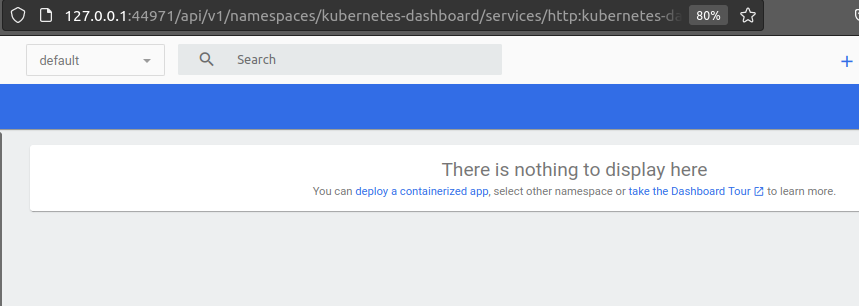 127.0.0.1:44971/api/v1/namespaces/kubernetes-dashboard/services/http:kubernetes-da 80%
default Search +
There is nothing to display here
You can deploy a containerized app, select other namespace or take the Dashboard Tour to learn more.